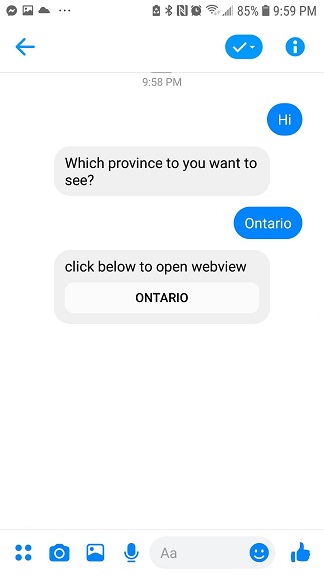 85% 9:59 PM
9:58 PM
Hi
Which province to you want to
see?
Ontario
click below to open webview
ONTARIO
Aa